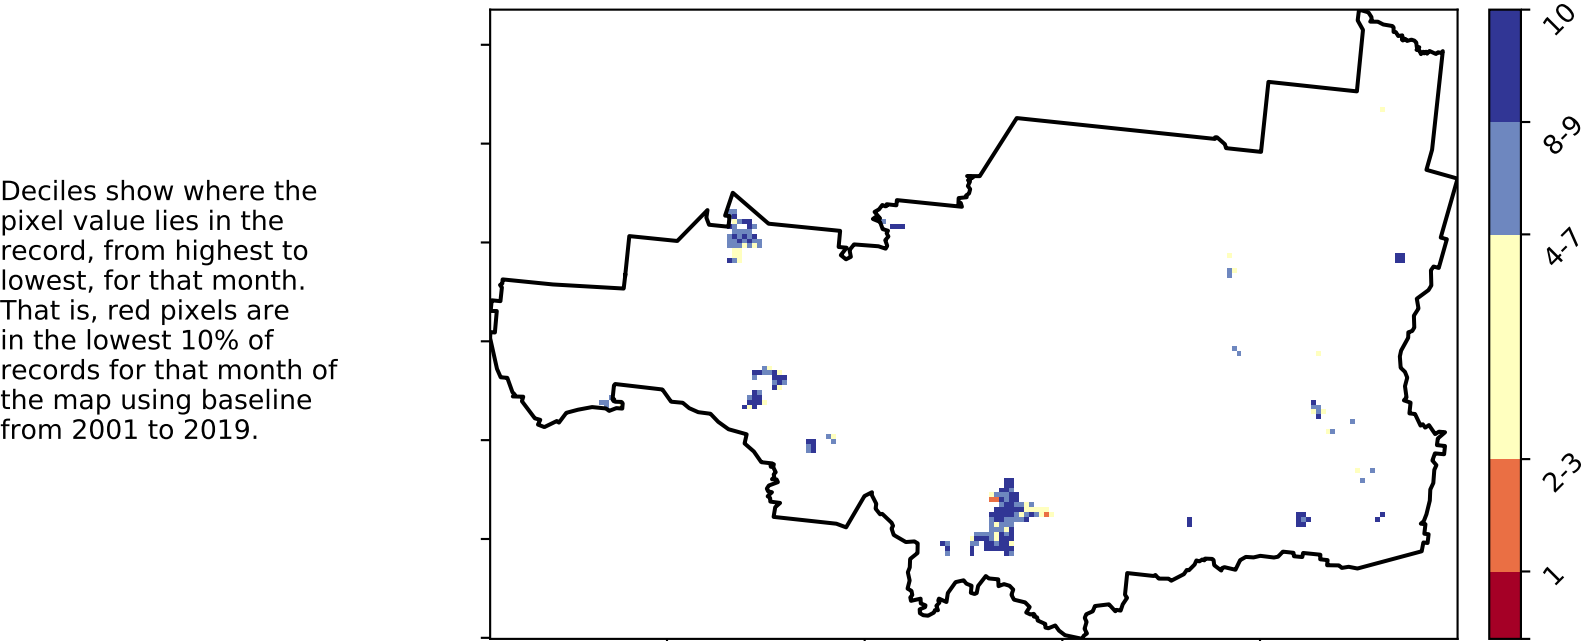 Deciles show where the
pixel value lies in the
record, from highest to
lowest, for that month.
That is, red pixels are
in the lowest 10% of
records for that month of
the map using baseline
from 2001 to 2019.
10
8-9
4-7
2-3
1